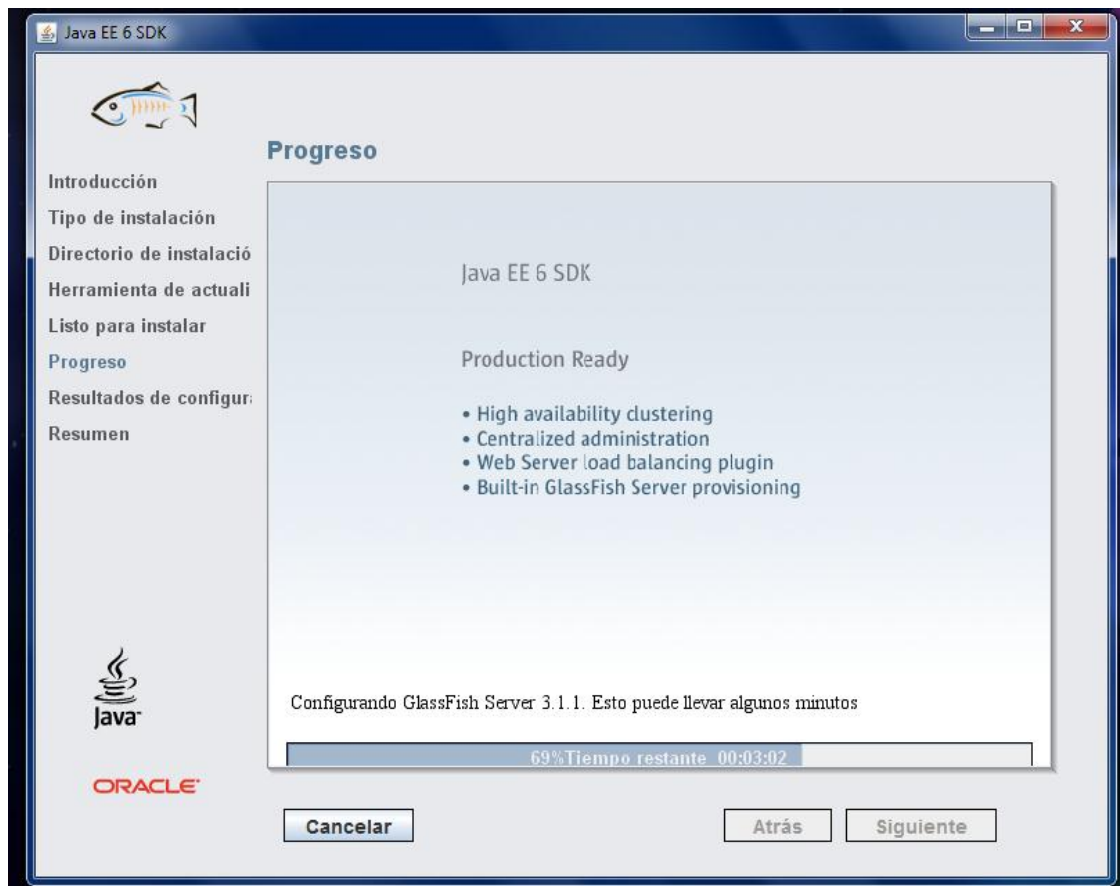 Java EE 6 SDK
Progreso
Introducción
Tipo de instalación
Directorio de instalació
Herramienta de actuali
Listo para instalar
Progreso
Resultados de configur
Resumen
Java EE 6 SDK
Production Ready
• High availability clustering
• Centralized administration
• Web Server load balancing plugin
• Built-in GlassFish Server provisioning
Configurando GlassFish Server 3.1.1. Esto puede llevar algunos minutos
69%Tiempo restante 00:03:02
Java
ORACLE
Cancelar
Atrás
Siguiente